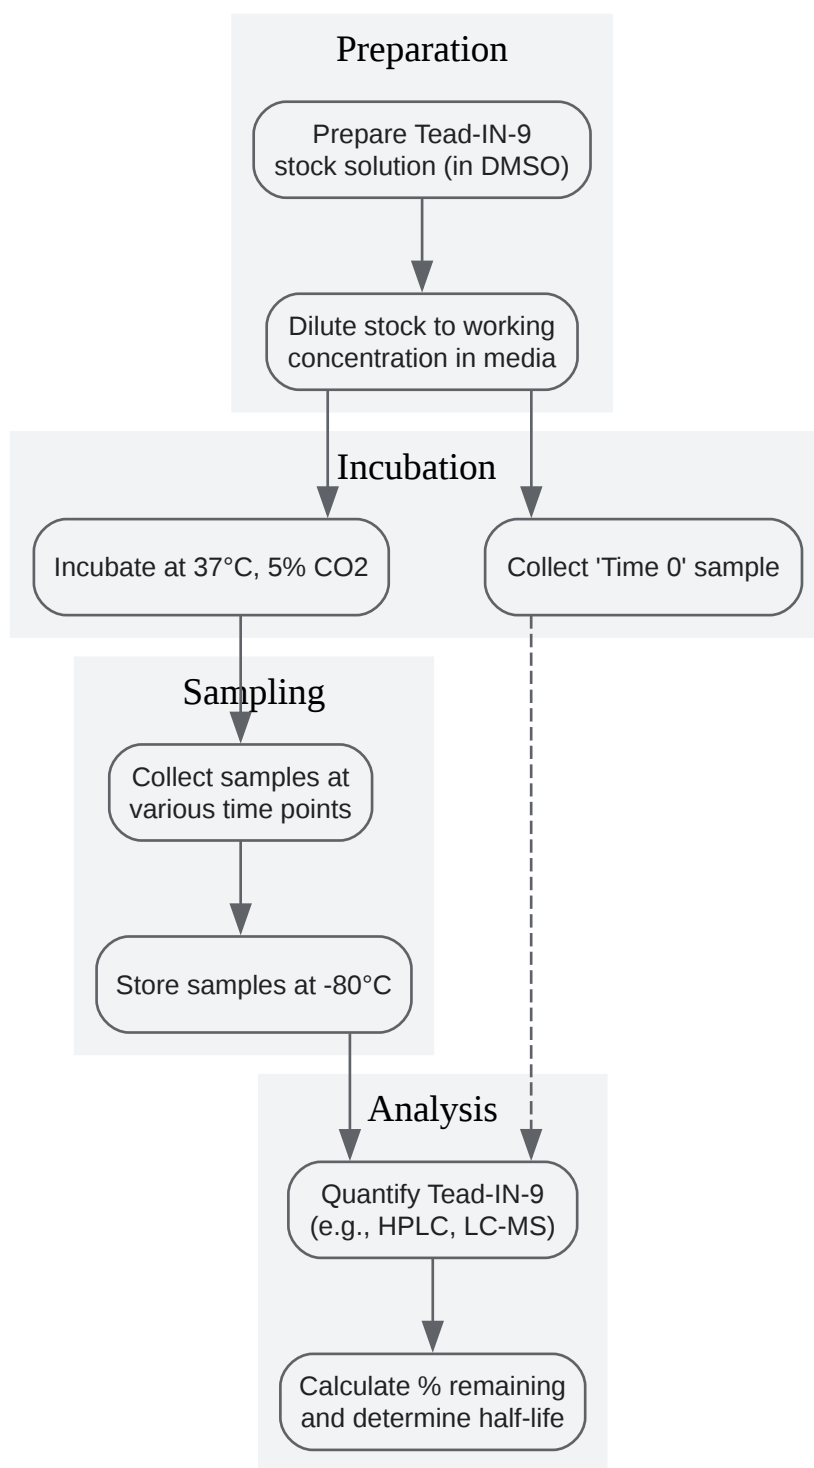 Preparation
Prepare Tead-IN-9
stock solution (in DMSO)
Dilute stock to working
concentration in media
Incubation
Incubate at 37°C, 5% CO2
Collect 'Time 0' sample
Sampling
Collect samples at
various time points
Store samples at -80°C
Analysis
Quantify Tead-IN-9
(e.g., HPLC, LC-MS)
Calculate % remaining
and determine half-life